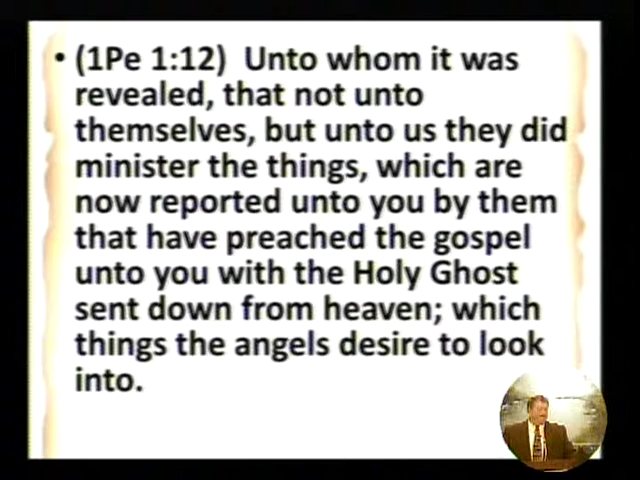 • (1Pe 1:12)  Unto whom it was
revealed, that not unto
themselves, but unto us they did
minister the things, which are
now reported unto you by them
that have preached the gospel
unto you with the Holy Ghost
sent down from heaven; which
things the angels desire to look
into.